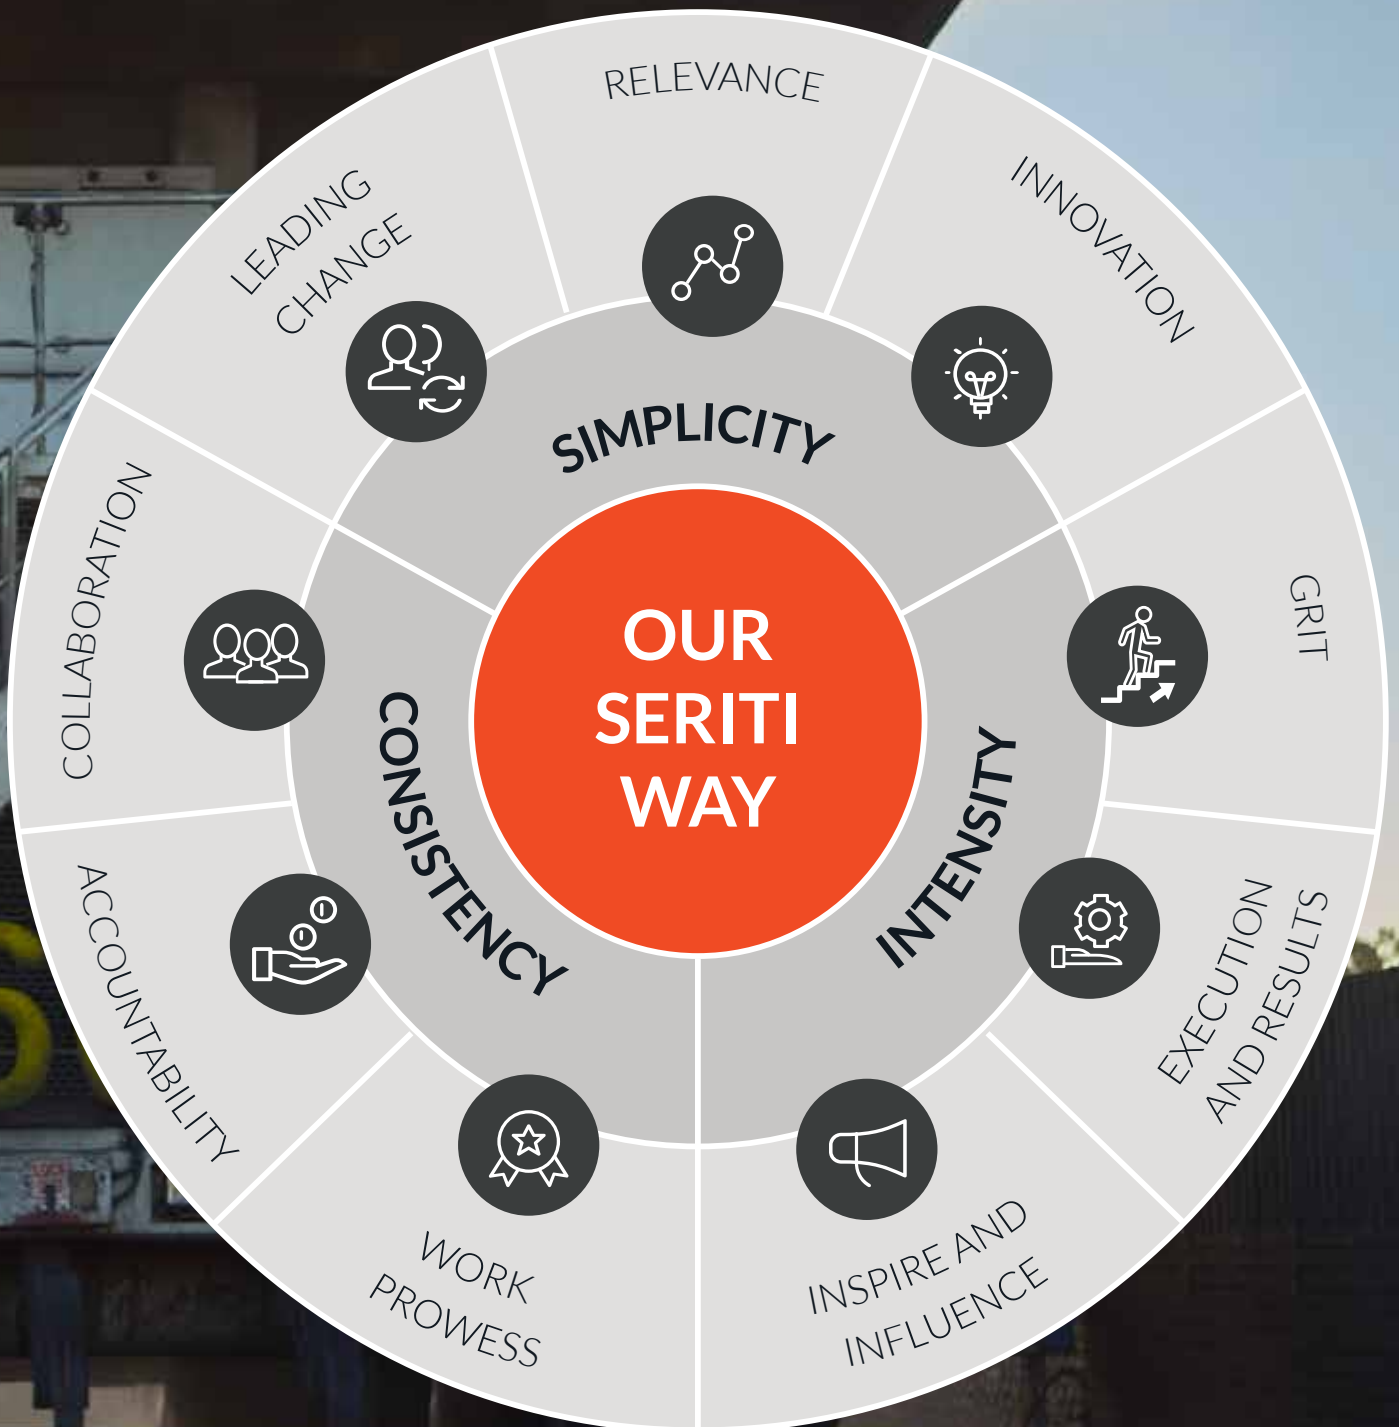 RELEVANCE
INNOVATION
GRIT
EXECUTION
AND RESULTS
INSPIRE AND
INFLUENCE
WORK
PROWESS
ACCOUNTABILITY
COLLABORATION
LEADING
CHANGE
SIMPLICITY
INTENSITY
CONSISTENCY
OUR
SERITI
WAY